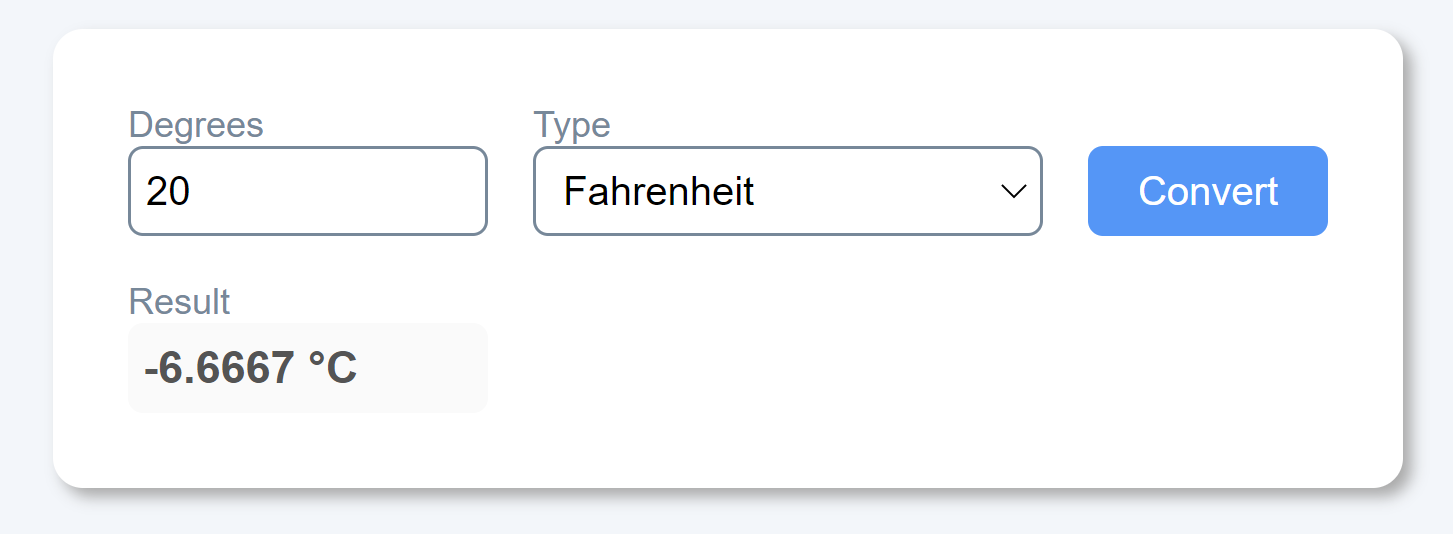 Degrees
Type
20
Fahrenheit
Convert
Result
-6.6667 °C